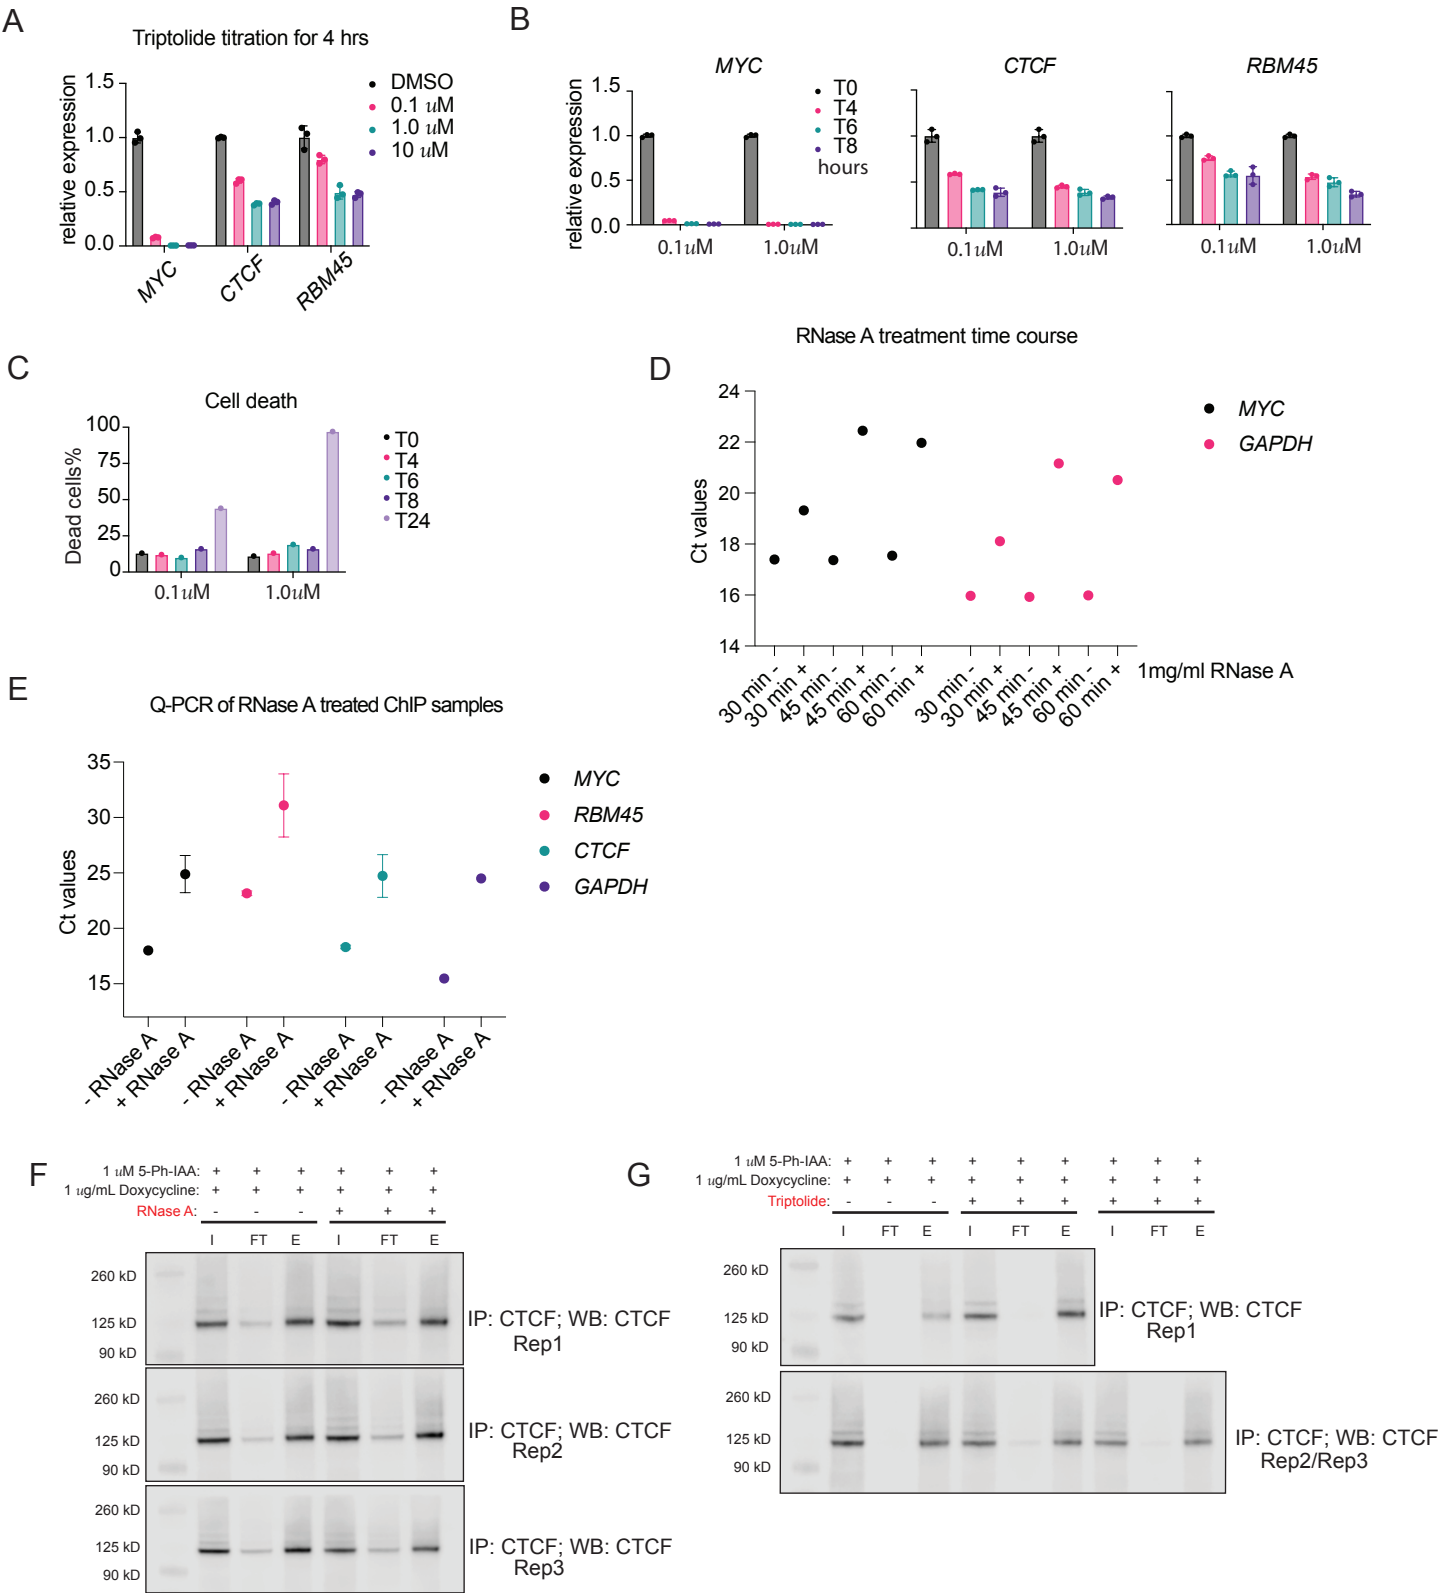 A
Triptolide titration for 4 hrs
relative expression
1.5
1.0
0.5
0.0
DMSO
0.1 uM
1.0 uM
10 uM
MYC
CTCF
RBM45
B
MYC
CTCF
RBM45
relative expression
1.5
1.0
0.5
0.0
T0
T4
T6
T8
hours
0.1uM
1.0uM
0.1uM
1.0uM
0.1uM
1.0uM
C
Cell death
Dead cells%
100
75
50
25
0
T0
T4
T6
T8
T24
0.1uM
1.0uM
RNase A treatment time course
D
Ct values
24
22
20
18
16
14
MYC
GAPDH
30 min -
30 min +
45 min -
45 min +
60 min -
60 min +
30 min -
30 min +
45 min -
45 min +
60 min -
60 min +
1mg/ml RNase A
E
Q-PCR of RNase A treated ChIP samples
Ct values
35
30
25
20
15
MYC
RBM45
CTCF
GAPDH
- RNase A
+ RNase A
- RNase A
+ RNase A
- RNase A
+ RNase A
- RNase A
+ RNase A
F
1 uM 5-Ph-IAA: + + + + + +
1 ug/mL Doxycycline: + + + + + +
RNase A: - - - + + +
I FT E I FT E
260 kD
125 kD
90 kD
IP: CTCF; WB: CTCF
Rep1
260 kD
125 kD
90 kD
IP: CTCF; WB: CTCF
Rep2
260 kD
125 kD
90 kD
IP: CTCF; WB: CTCF
Rep3
G
1 uM 5-Ph-IAA: + + + + + + + + +
1 ug/mL Doxycycline: + + + + + + + + +
Triptolide: - - - + + + + + +
I FT E I FT E I FT E
260 kD
125 kD
90 kD
IP: CTCF; WB: CTCF
Rep1
260 kD
125 kD
90 kD
IP: CTCF; WB: CTCF
Rep2/Rep3